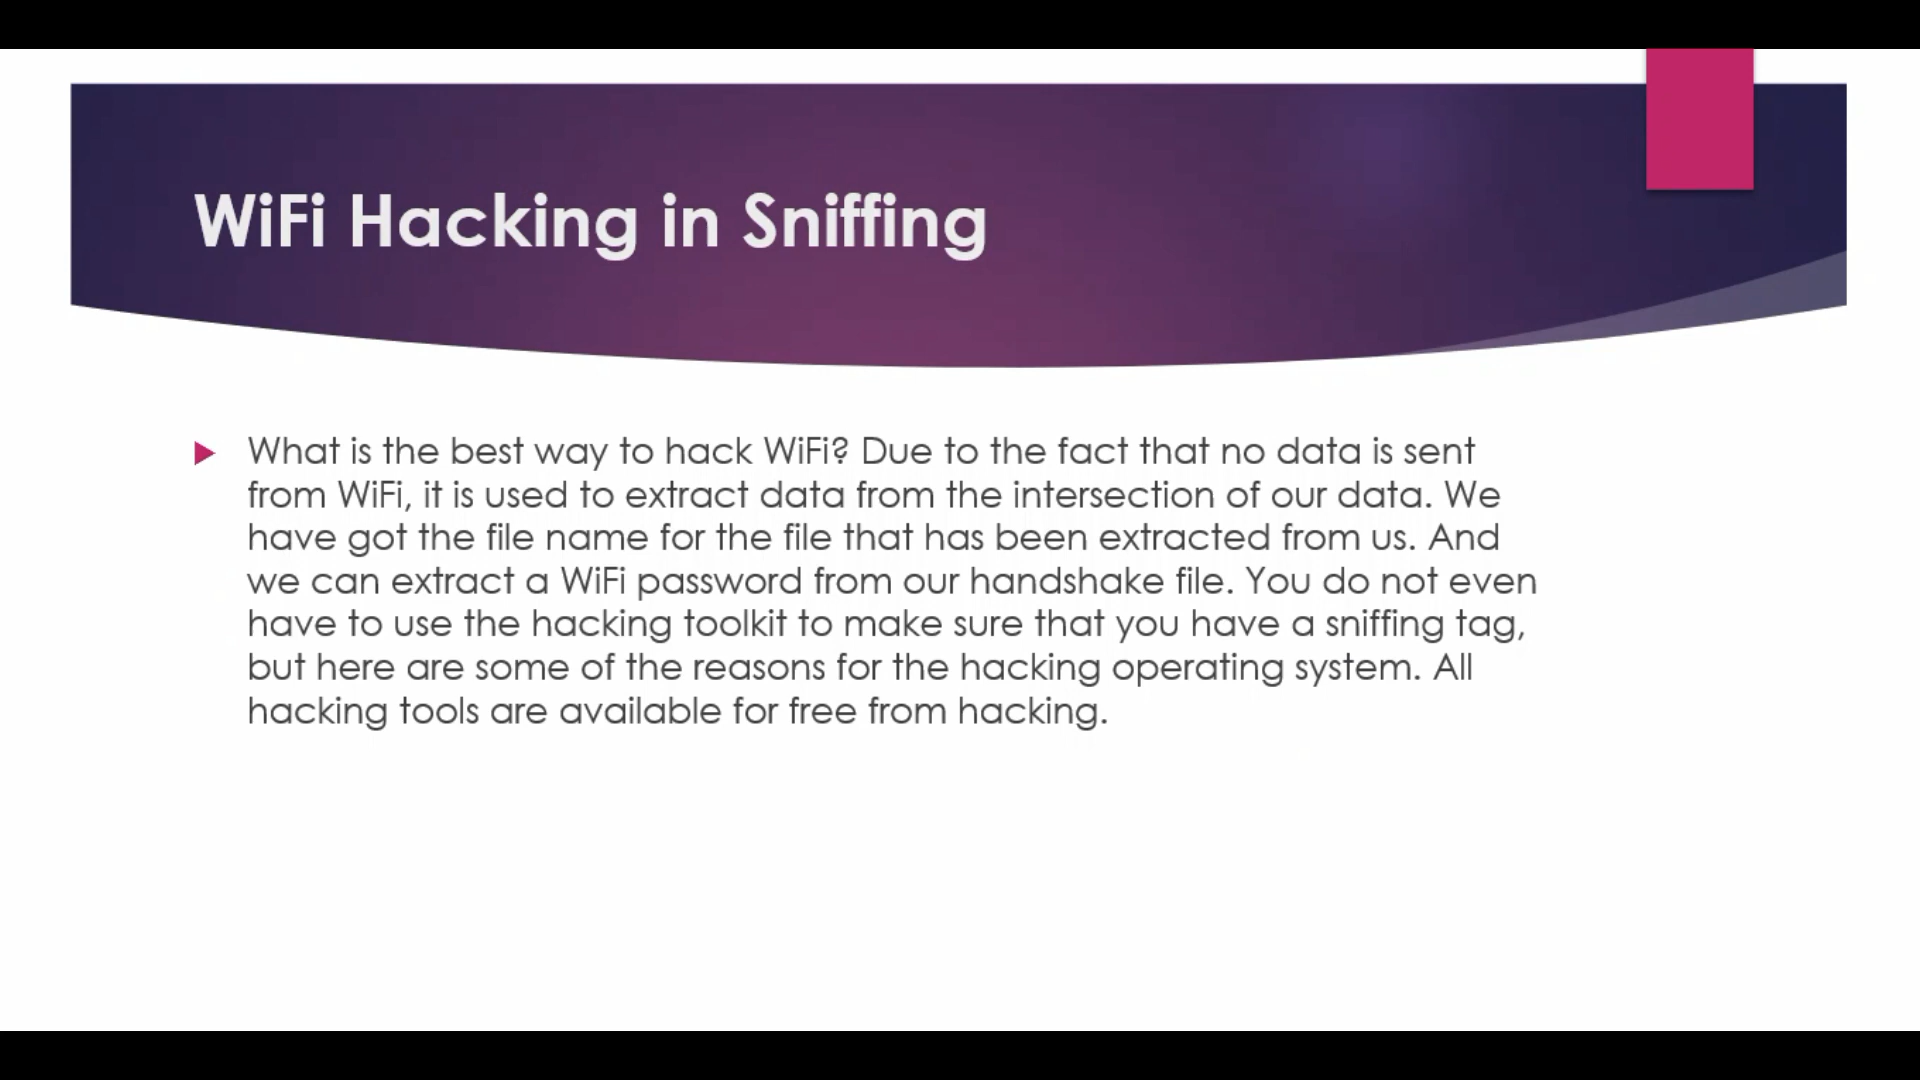 WiFi Hacking in Sniffing
What is the best way to hack WiFi? Due to the fact that no data is sent
from WiFi, it is used to extract data from the intersection of our data. We
have got the file name for the file that has been extracted from us. And
we can extract a WiFi password from our handshake file. You do not even
have to use the hacking toolkit to make sure that you have a sniffing tag,
but here are some of the reasons for the hacking operating system. All
hacking tools are available for free from hacking.